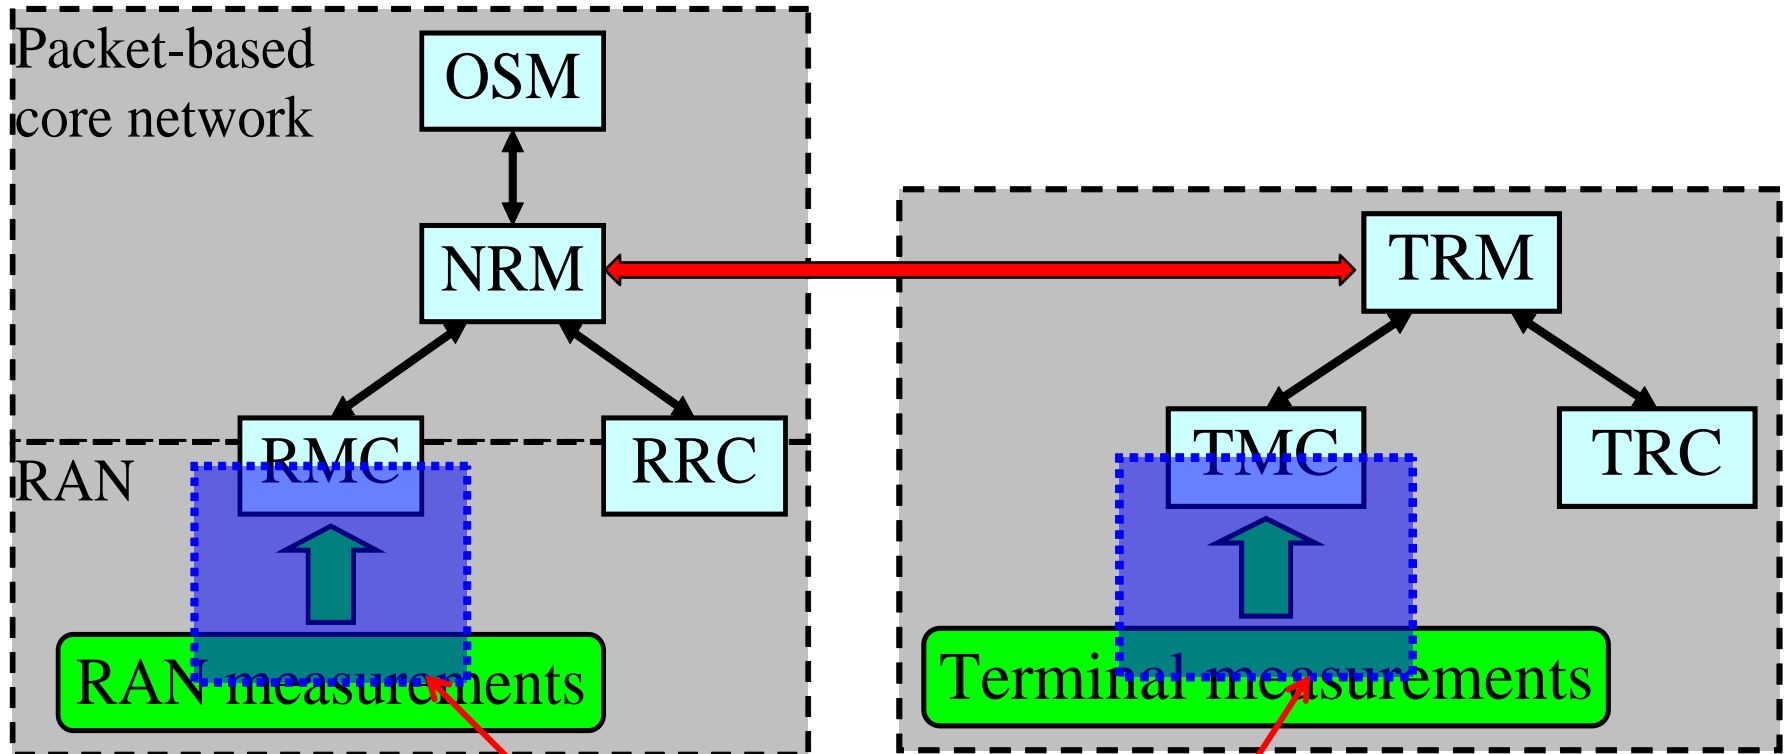 Packet-based
core network
OSM
NRM
TRM
RMC
RRC
TMC
TRC
RAN
RAN measurements
Terminal measurements